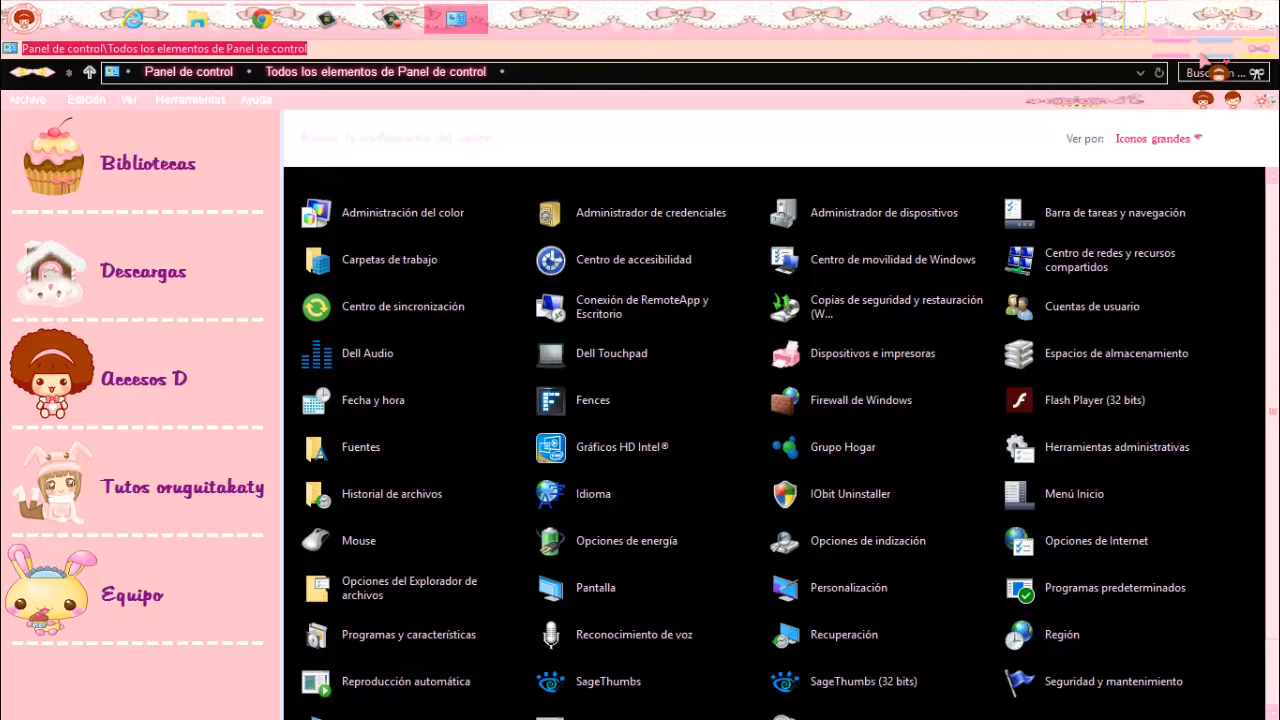 Panel de control\Todos los elementos de Panel de control
Panel de control • Todos los elementos de Panel de control •
Archivo Edición Ver Herramientas Ayuda
Ajustar la configuración del equipo
Ver por: Iconos grandes
Bibliotecas
Descargas
Accesos D
Tutos oruguitakaty
Equipo
Administración del color
Administrador de credenciales
Administrador de dispositivos
Barra de tareas y navegación
Carpetas de trabajo
Centro de accesibilidad
Centro de movilidad de Windows
Centro de redes y recursos
compartidos
Centro de sincronización
Conexión de RemoteApp y
Escritorio
Copias de seguridad y restauración
(W...
Cuentas de usuario
Dell Audio
Dell Touchpad
Dispositivos e impresoras
Espacios de almacenamiento
Fecha y hora
Fences
Firewall de Windows
Flash Player (32 bits)
Fuentes
Gráficos HD Intel®
Grupo Hogar
Herramientas administrativas
Historial de archivos
Idioma
IObit Uninstaller
Menú Inicio
Mouse
Opciones de energía
Opciones de indización
Opciones de Internet
Opciones del Explorador de
archivos
Pantalla
Personalización
Programas predeterminados
Programas y características
Reconocimiento de voz
Recuperación
Región
Reproducción automática
SageThumbs
SageThumbs (32 bits)
Seguridad y mantenimiento